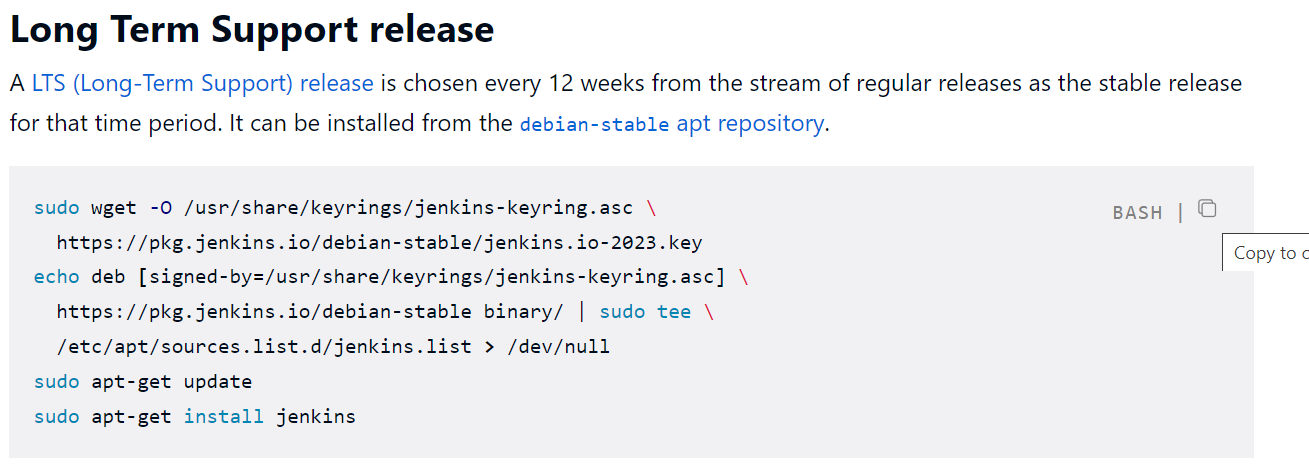 Long Term Support release
A LTS (Long-Term Support) release is chosen every 12 weeks from the stream of regular releases as the stable release
for that time period. It can be installed from the debian-stable apt repository.
sudo wget -O /usr/share/keyrings/jenkins-keyring.asc \
BASH |
  https://pkg.jenkins.io/debian-stable/jenkins.io-2023.key
Copy to c
echo deb [signed-by=/usr/share/keyrings/jenkins-keyring.asc] \
  https://pkg.jenkins.io/debian-stable binary/ | sudo tee \
  /etc/apt/sources.list.d/jenkins.list > /dev/null
sudo apt-get update
sudo apt-get install jenkins